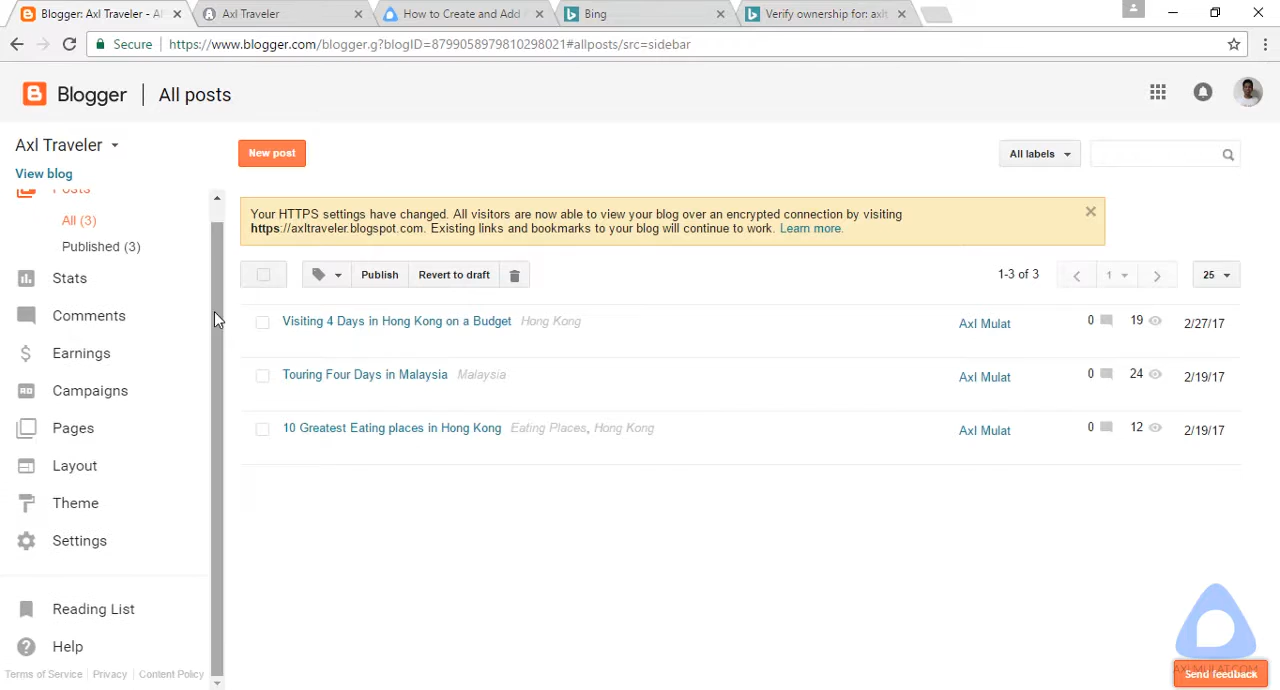 Blogger: Axl Traveler - Al
Axl Traveler
How to Create and Add
Bing
Verify ownership for: axlt
Secure
https://www.blogger.com/blogger.g?blogID=8799058979810298021#allposts/src=sidebar
Blogger
All posts
Axl Traveler
View blog
New post
All labels
Posts
All (3)
Published (3)
Stats
Comments
Earnings
Campaigns
Pages
Layout
Theme
Settings
Reading List
Help
Terms of Service
Privacy
Content Policy
Your HTTPS settings have changed. All visitors are now able to view your blog over an encrypted connection by visiting
https://axltraveler.blogspot.com. Existing links and bookmarks to your blog will continue to work. Learn more.
Publish
Revert to draft
1-3 of 3
1
25
Visiting 4 Days in Hong Kong on a Budget Hong Kong
Axl Mulat
0
19
2/27/17
Touring Four Days in Malaysia Malaysia
Axl Mulat
0
24
2/19/17
10 Greatest Eating places in Hong Kong Eating Places, Hong Kong
Axl Mulat
0
12
2/19/17
AXLMULAT.COM
Send feedback